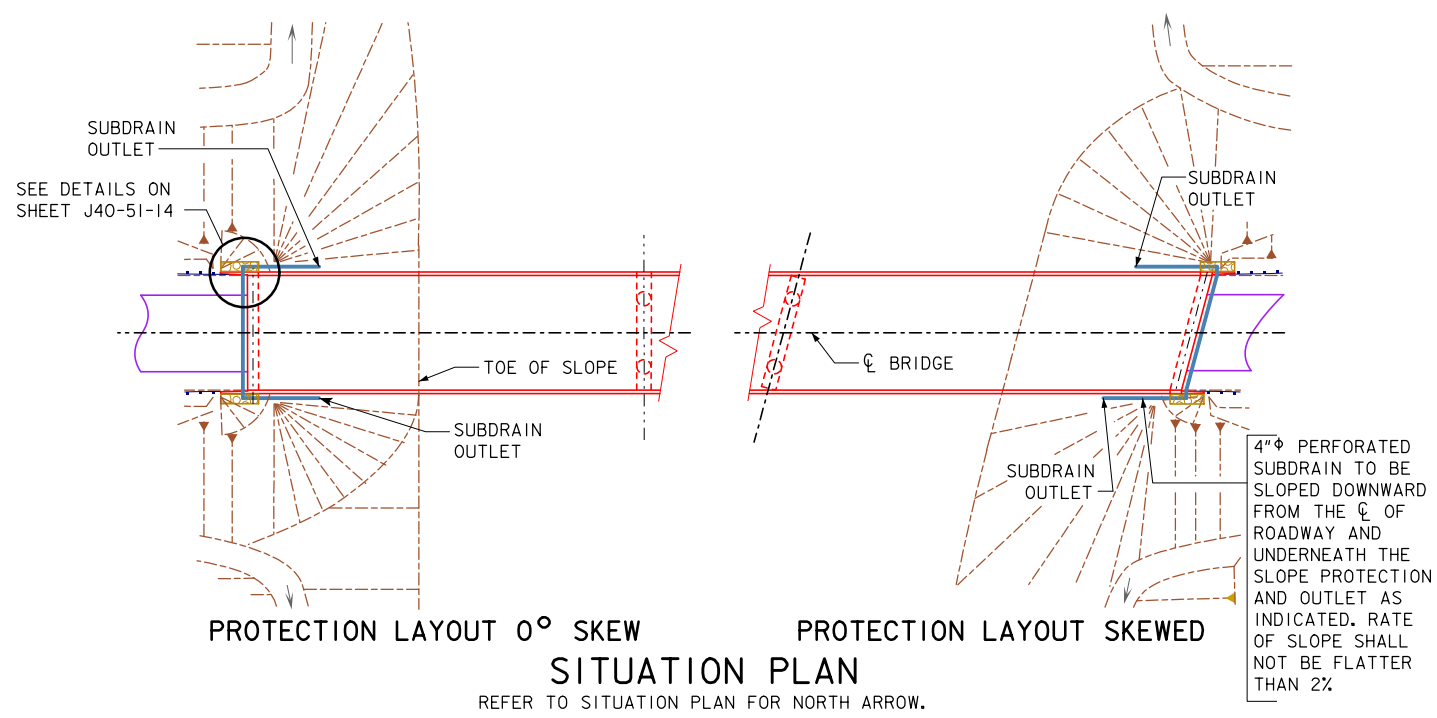 SUBDRAIN
OUTLET
SEE DETAILS ON
SHEET J40-51-14
TOE OF SLOPE
SUBDRAIN
OUTLET
SUBDRAIN
OUTLET
℄ BRIDGE
SUBDRAIN
OUTLET
4"ϕ PERFORATED
SUBDRAIN TO BE
SLOPED DOWNWARD
FROM THE ℄ OF
ROADWAY AND
UNDERNEATH THE
SLOPE PROTECTION
AND OUTLET AS
INDICATED. RATE
OF SLOPE SHALL
NOT BE FLATTER
THAN 2%
PROTECTION LAYOUT 0° SKEW
PROTECTION LAYOUT SKEWED
SITUATION PLAN
REFER TO SITUATION PLAN FOR NORTH ARROW.